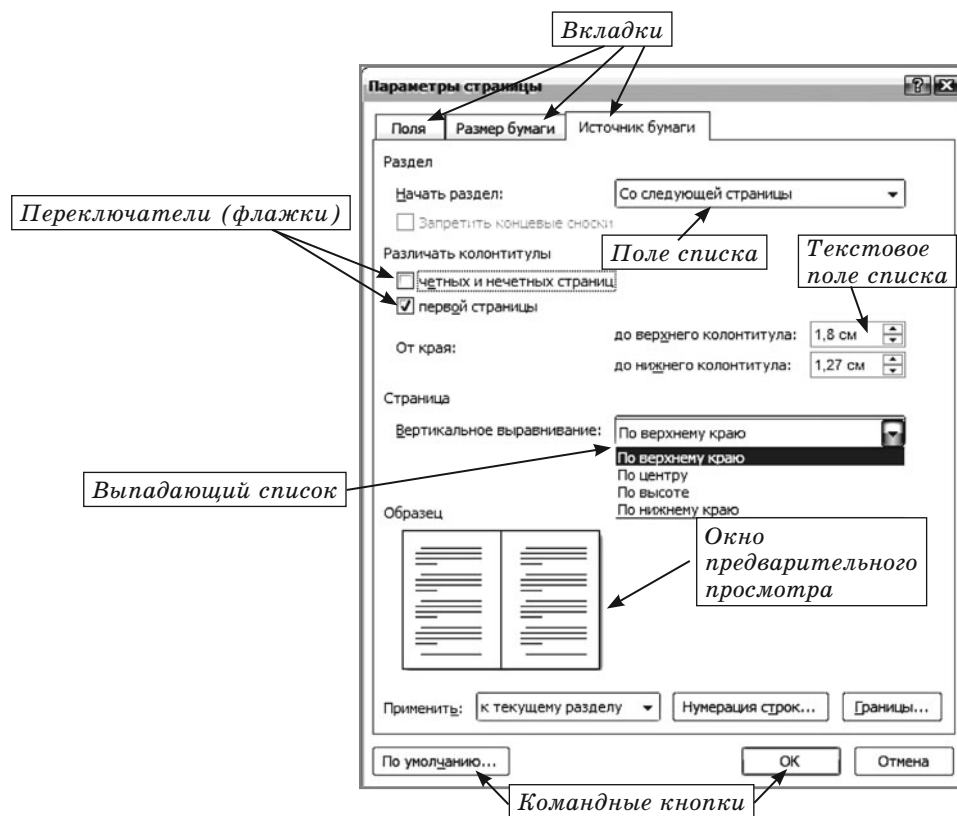 Вкладки
Параметры страницы
Поля Размер бумаги Источник бумаги
Раздел
Начать раздел: Со следующей страницы
Переключатели (флажки)
Запретить концевые сноски
Поле списка
Текстовое
поле списка
Различать колонтитулы
четных и нечетных страниц
первой страницы
От края:
до верхнего колонтитула: 1,8 см
до нижнего колонтитула: 1,27 см
Страница
Вертикальное выравнивание: По верхнему краю
По верхнему краю
По центру
По высоте
По нижнему краю
Выпадающий список
Образец
Окно
предварительного
просмотра
Применить: к текущему разделу Нумерация строк... Границы...
По умолчанию... ОК Отмена
Командные кнопки